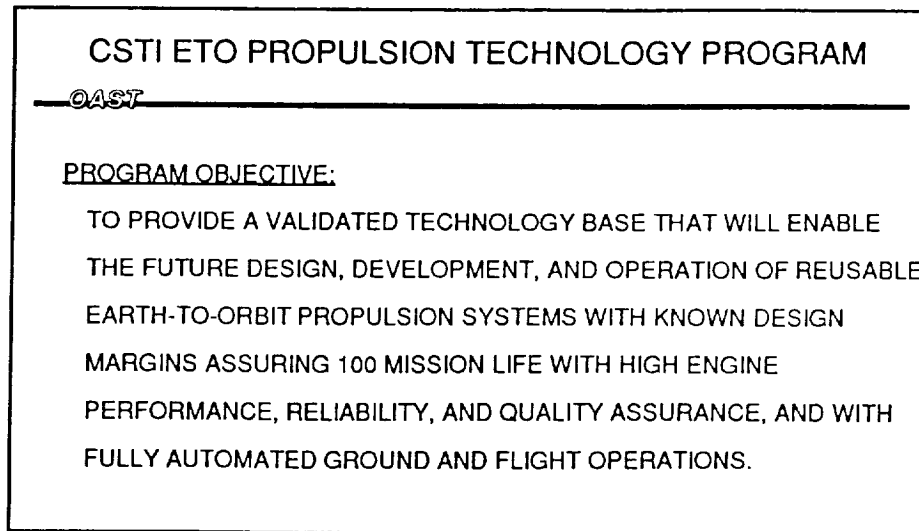 CSTI ETO PROPULSION TECHNOLOGY PROGRAM
OAST
PROGRAM OBJECTIVE:
TO PROVIDE A VALIDATED TECHNOLOGY BASE THAT WILL ENABLE
THE FUTURE DESIGN, DEVELOPMENT, AND OPERATION OF REUSABLE
EARTH-TO-ORBIT PROPULSION SYSTEMS WITH KNOWN DESIGN
MARGINS ASSURING 100 MISSION LIFE WITH HIGH ENGINE
PERFORMANCE, RELIABILITY, AND QUALITY ASSURANCE, AND WITH
FULLY AUTOMATED GROUND AND FLIGHT OPERATIONS.